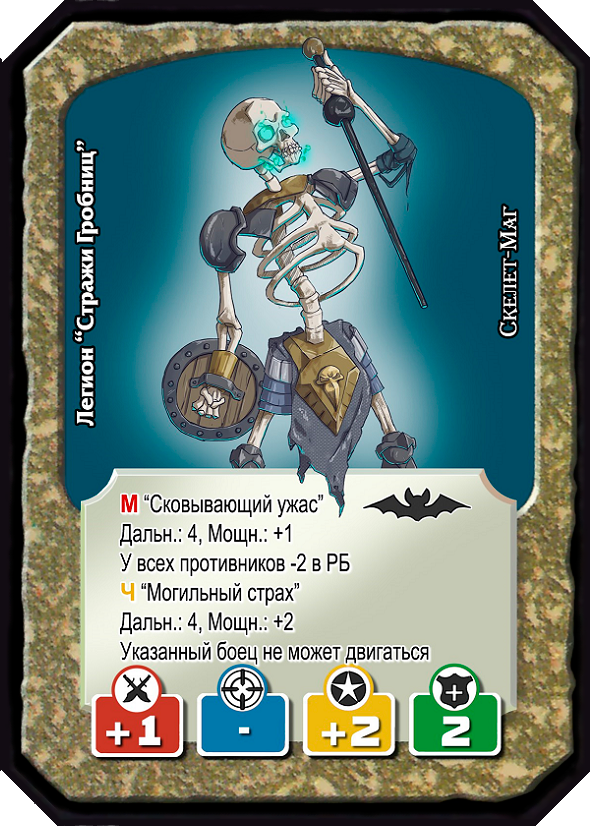 Легион “Стражи Гробниц”
Скелет-Маг
М “Сковывающий ужас”
Дальн.: 4, Мощн.: +1
У всех противников -2 в РБ
Ч “Могильный страх”
Дальн.: 4, Мощн.: +2
Указанный боец не может двигаться
+1 - +2 2